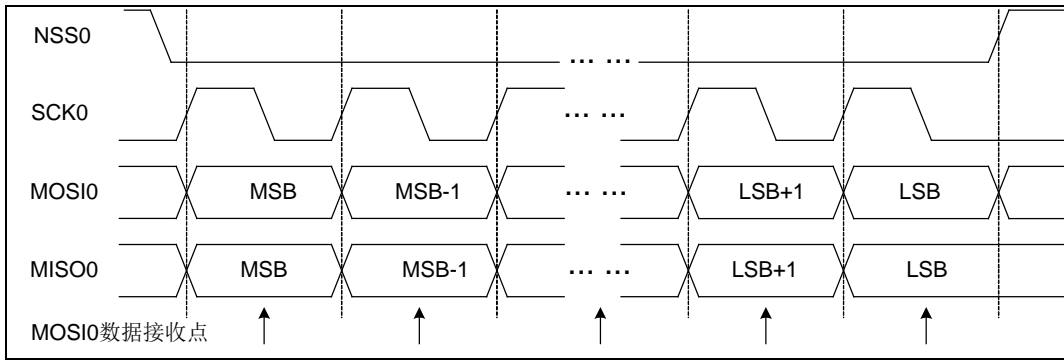 NSS0
... ...
SCK0
... ...
MOSI0 MSB MSB-1 ... ... LSB+1 LSB
MISO0 MSB MSB-1 ... ... LSB+1 LSB
MOSI0数据接收点